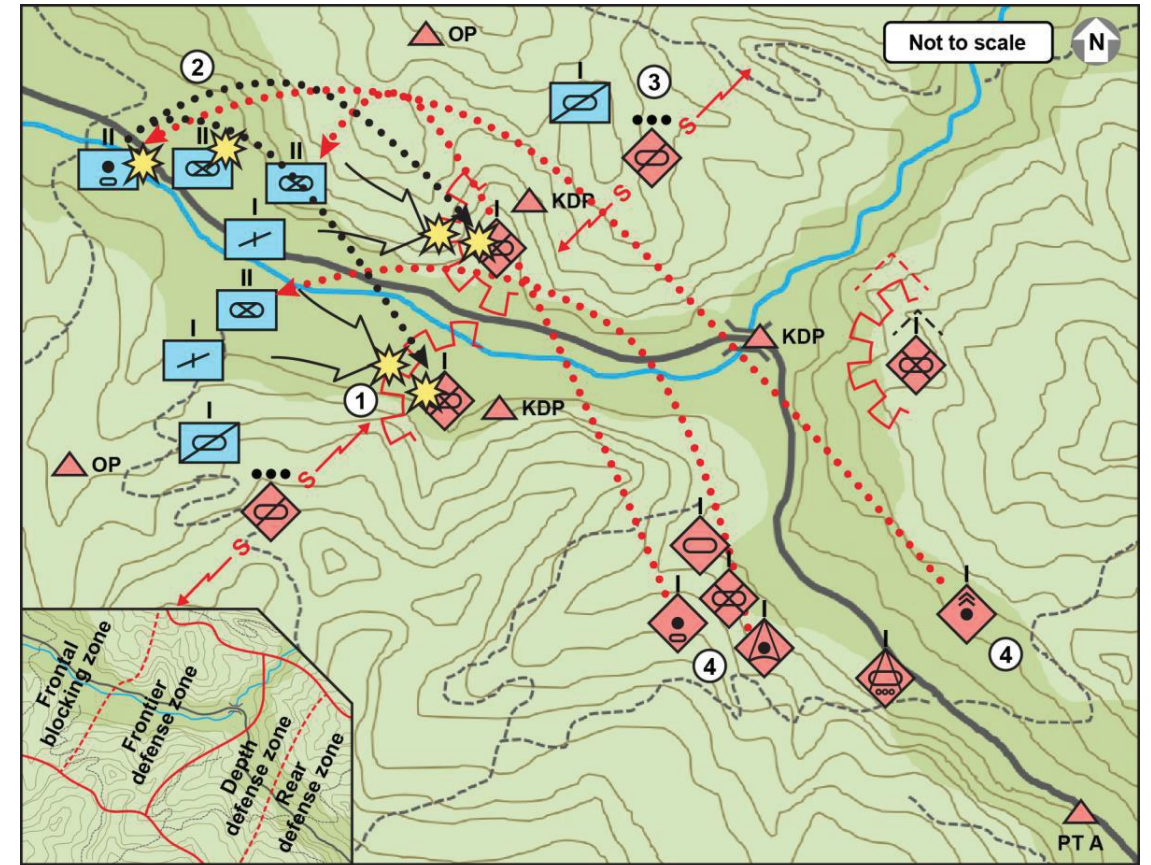 OP
Not to scale
N
2
I
3
II
II
II
S
S
KDP
I
I
II
KDP
I
I
I
1
KDP
I
OP
S
S
I
I
I
I
I
4
4
PT A
Frontal
blocking zone
Frontier
defense zone
Depth
defense zone
Rear
defense zone